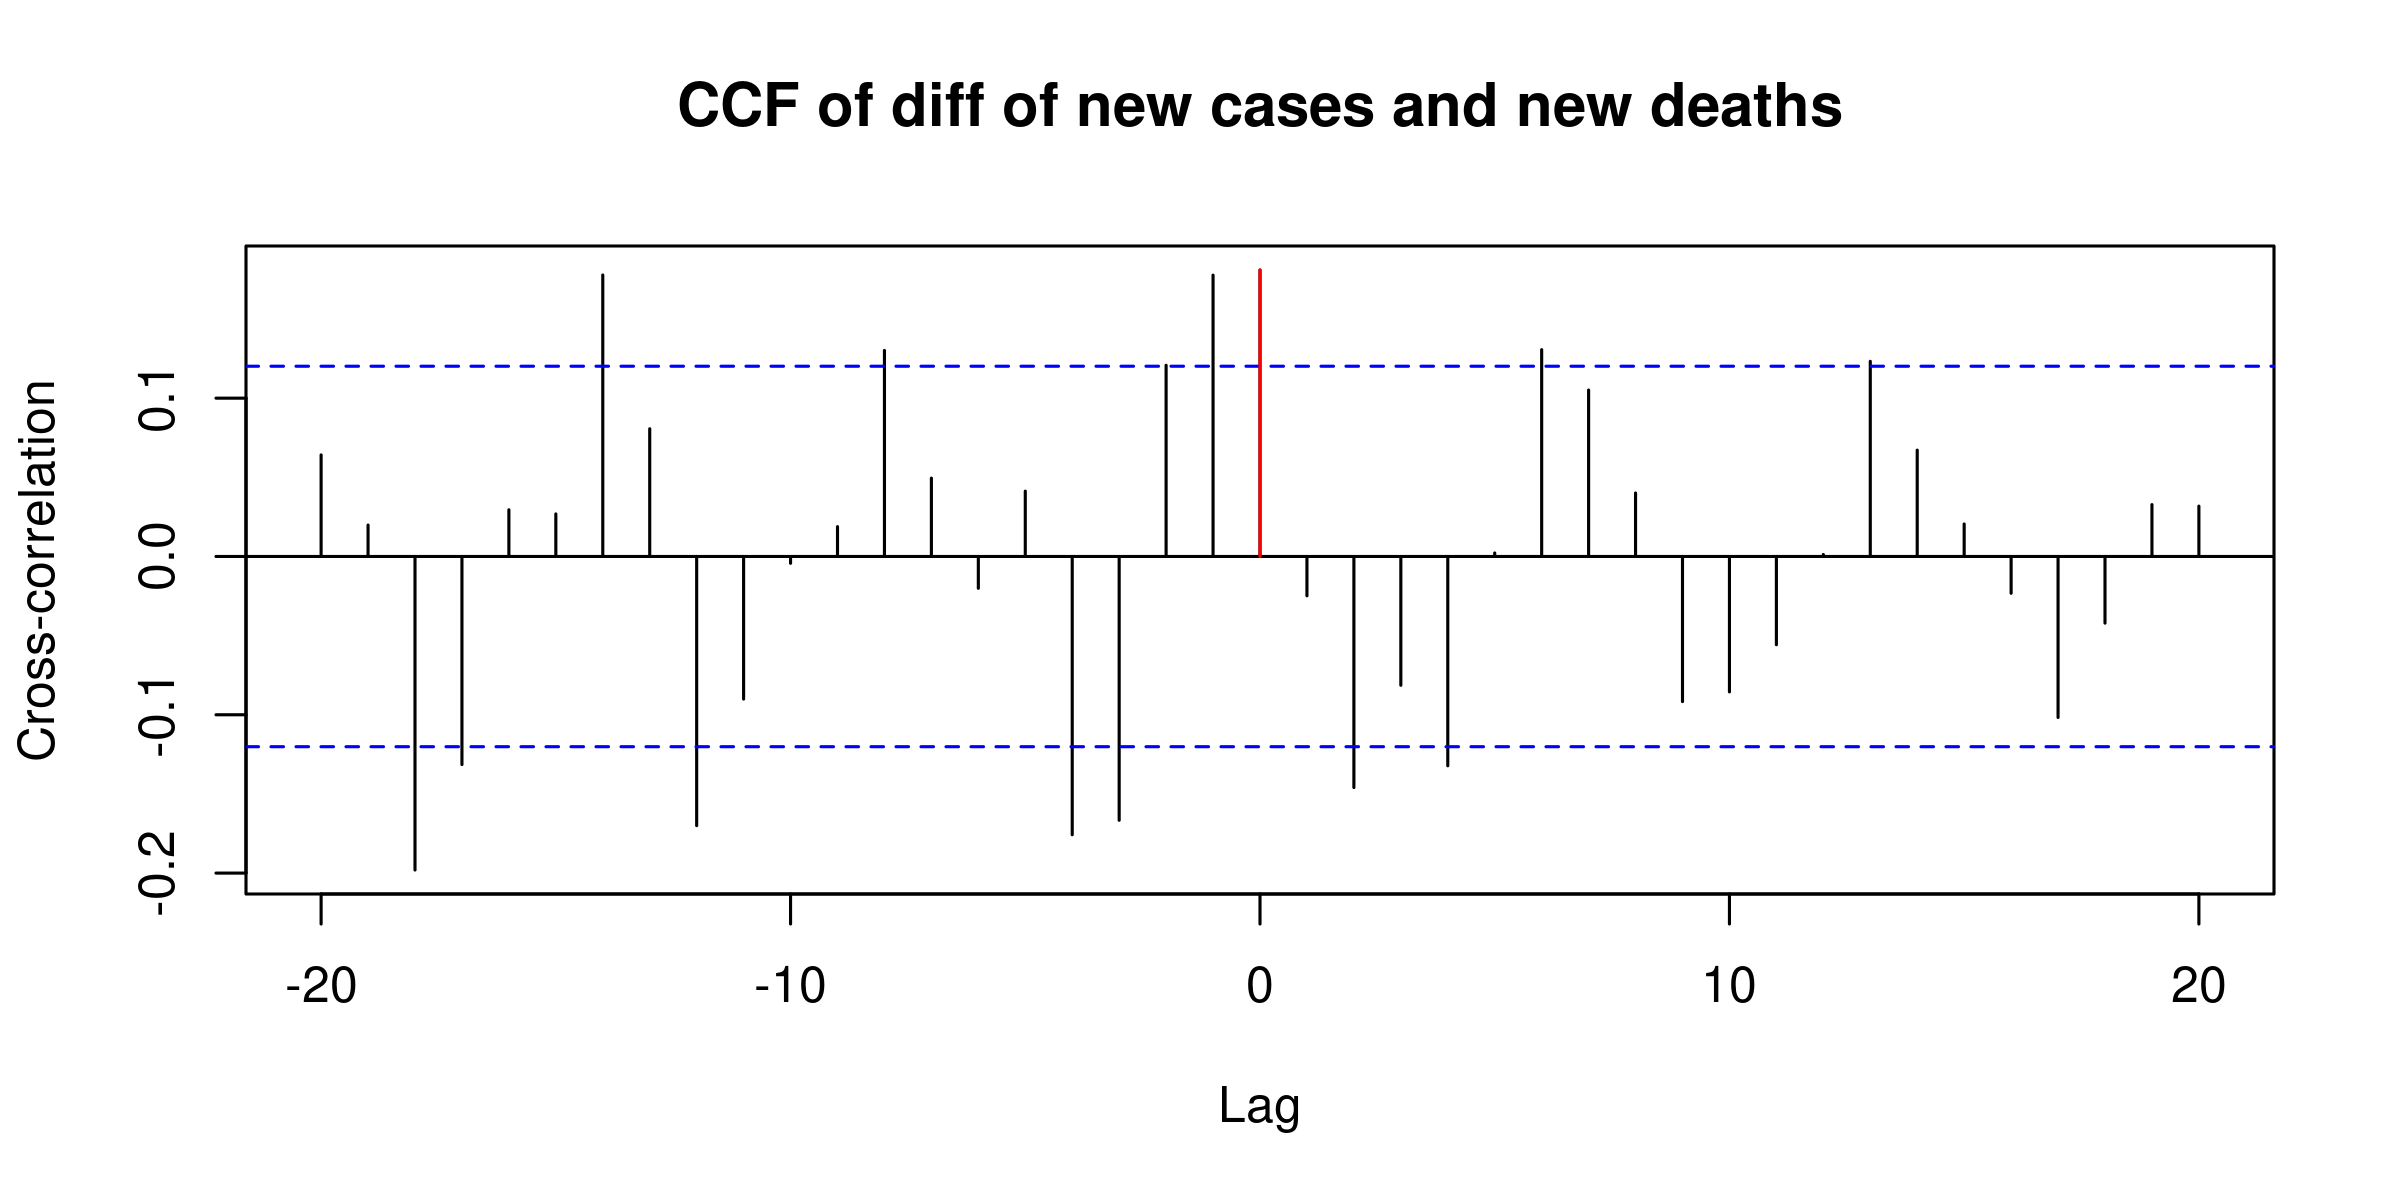 CCF of diff of new cases and new deaths
Cross-correlation
0.1
0.0
-0.1
-0.2
-20 -10 0 10 20
Lag